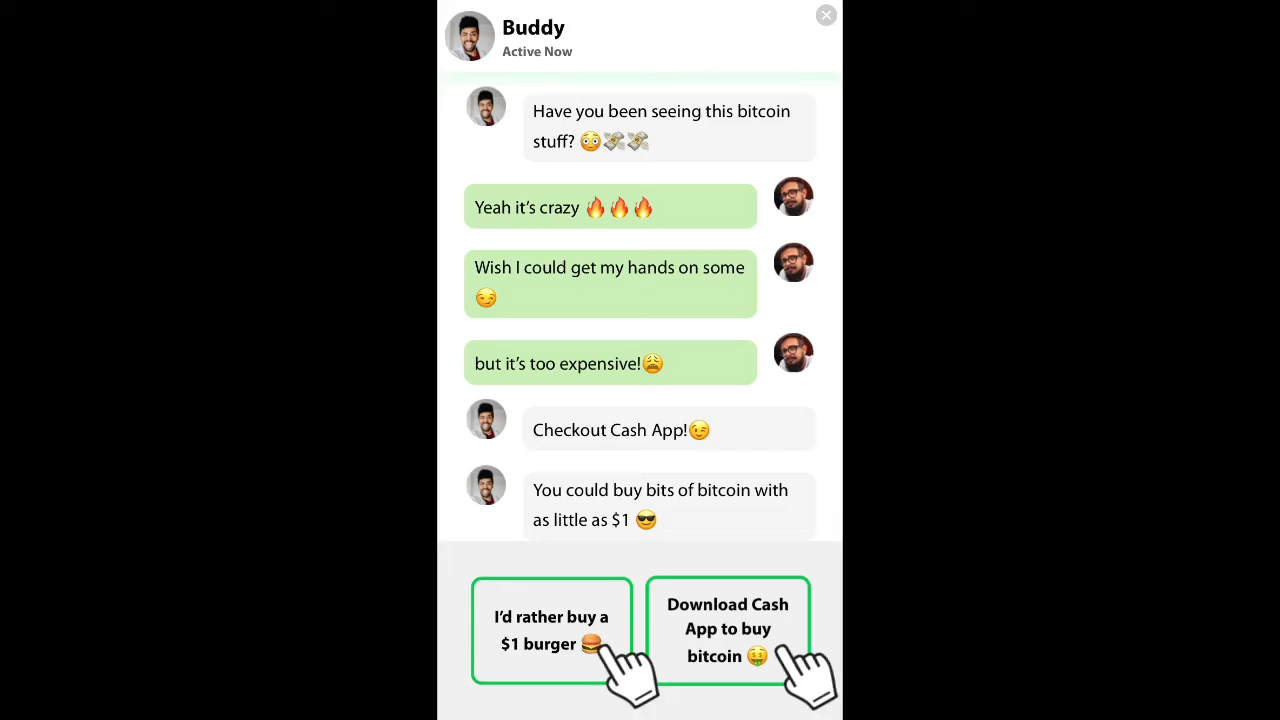 Buddy
Active Now
Have you been seeing this bitcoin
stuff? 😳💸💸
Yeah it's crazy 🔥🔥🔥
Wish I could get my hands on some
😏
but it's too expensive!😩
Checkout Cash App!😉
You could buy bits of bitcoin with
as little as $1 😎
I'd rather buy a
$1 burger 🍔
Download Cash
App to buy
bitcoin 🤑